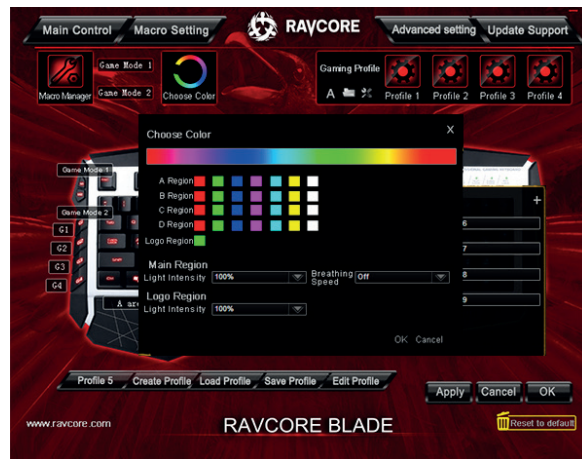 Main Control
Macro Setting
RAVCORE
Advanced setting
Update Support
Game Mode 1
Game Mode 2
Macro Manager
Choose Color
Gaming Profile
A
Profile 1
Profile 2
Profile 3
Profile 4
Choose Color
X
Game Mode 1
Game Mode 2
G1
G2
G3
G4
A Region
B Region
C Region
D Region
Logo Region
Main Region
Light Intensity 100%
Breathing Speed Off
Logo Region
Light Intensity 100%
OK Cancel
+
6
7
8
9
Profile 5
Create Profile
Load Profile
Save Profile
Edit Profile
Apply
Cancel
OK
www.ravcore.com
RAVCORE BLADE
Reset to default